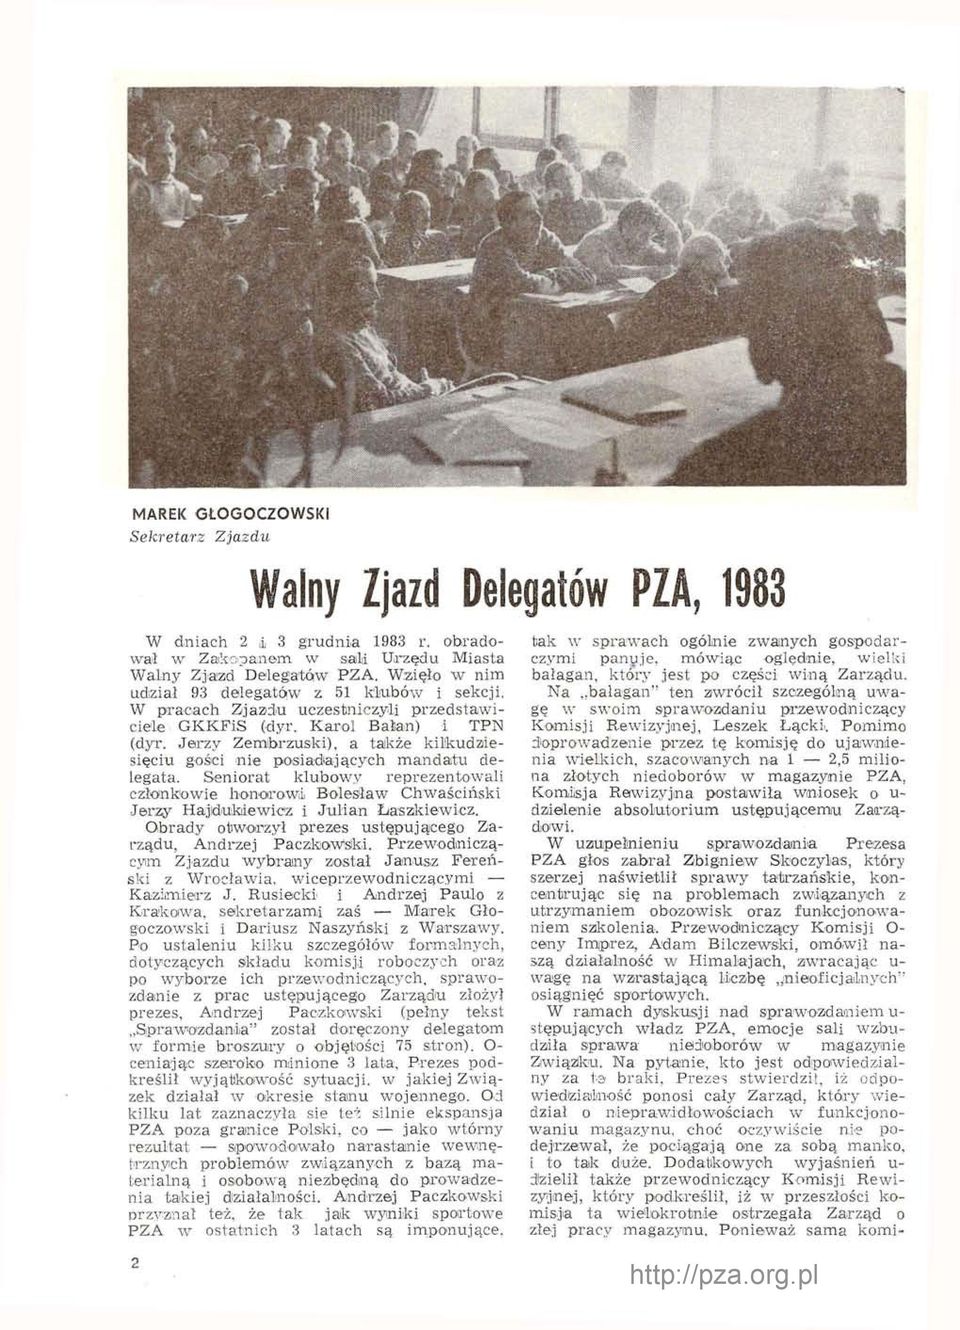 MAREK GŁOGOCZOWSKI
Sekretarz Zjazdu
Walny Zjazd Delegatów PZA, 1983
W dniach 2 i 3 grudnia 1983 r. obrado-
wał w Zakopanem w sali Urzędu Miasta
Walny Zjazd Delegatów PZA. Wzięło w nim
udział 93 delegatów z 51 klubów i sekcji.
W pracach Zjazdu uczestniczyli przedstawi-
ciele GKKFiS (dyr. Karol Bałan) i TPN
(dyr. Jerzy Zembrzuski), a także kilkudzie-
sięciu gości nie posiadających mandatu de-
legata. Seniorat klubowy reprezentowali
członkowie honorowi Bolesław Chwaściński
Jerzy Hajdukiewicz i Julian Łaszkiewicz.
Obrady otworzył prezes ustępującego Za-
rządu, Andrzej Paczkowski. Przewodniczą-
cym Zjazdu wybrany został Janusz Fereń-
ski z Wrocławia, wiceprzewodniczącymi —
Kazimierz J. Rusiecki i Andrzej Paulo z
Krakowa, sekretarzami zaś — Marek Gło-
goczowski i Dariusz Naszyński z Warszawy.
Po ustaleniu kilku szczegółów formalnych,
dotyczących składu komisji roboczych oraz
po wyborze ich przewodniczących, sprawo-
zdanie z prac ustępującego Zarządu złożył
prezes, Andrzej Paczkowski (pełny tekst
„Sprawozdania" został doręczony delegatom
w formie broszury o objętości 75 stron). O-
ceniając szeroko minione 3 lata, Prezes pod-
kreślił wyjątkowość sytuacji, w jakiej Zwią-
zek działał w okresie stanu wojennego. Od
kilku lat zaznaczyła się też silnie ekspansja
PZA poza granice Polski, co — jako wtórny
rezultat — spowodowało narastanie wewnę-
trznych problemów związanych z bazą ma-
terialną i osobową niezbędną do prowadze-
nia takiej działalności. Andrzej Paczkowski
przyznał też, że tak jak wyniki sportowe
PZA w ostatnich 3 latach są imponujące,
tak w sprawach ogólnie zwanych gospodar-
czymi panuje, mówiąc oględnie, wielki
bałagan, który jest po części winą Zarządu.
Na „bałagan" ten zwrócił szczególną uwa-
gę w swoim sprawozdaniu przewodniczący
Komisji Rewizyjnej, Leszek Łącki. Pomimo
doprowadzenie przez tę komisję do ujawnie-
nia wielkich, szacowanych na 1 — 2,5 milio-
na złotych niedoborów w magazynie PZA,
Komisja Rewizyjna postawiła wniosek o u-
dzielenie absolutorium ustępującemu Zarzą-
dowi.
W uzupełnieniu sprawozdania Prezesa
PZA głos zabrał Zbigniew Skoczylas, który
szerzej naświetlił sprawy tatrzańskie, kon-
centrując się na problemach związanych z
utrzymaniem obozowisk oraz funkcjonowa-
niem szkolenia. Przewodniczący Komisji O-
ceny Imprez, Adam Bilczewski, omówił na-
szą działalność w Himalajach, zwracając u-
wagę na wzrastającą liczbę „nieoficjalnych"
osiągnięć sportowych.
W ramach dyskusji nad sprawozdaniem u-
stępujących władz PZA, emocje sali wzbu-
dziła sprawa niedoborów w magazynie
Związku. Na pytanie, kto jest odpowiedzial-
ny za te braki, Prezes stwierdził, iż odpo-
wiedzialność ponosi cały Zarząd, który wie-
dział o nieprawidłowościach w funkcjono-
waniu magazynu, choć oczywiście nie po-
dejrzewał, że pociągają one za sobą manko,
i to tak duże. Dodatkowych wyjaśnień u-
dzielił także przewodniczący Komisji Rewi-
zyjnej, który podkreślił, iż w przeszłości ko-
misja ta wielokrotnie ostrzegała Zarząd o
złej pracy magazynu. Ponieważ sama komi-
2
http://pza.org.pl